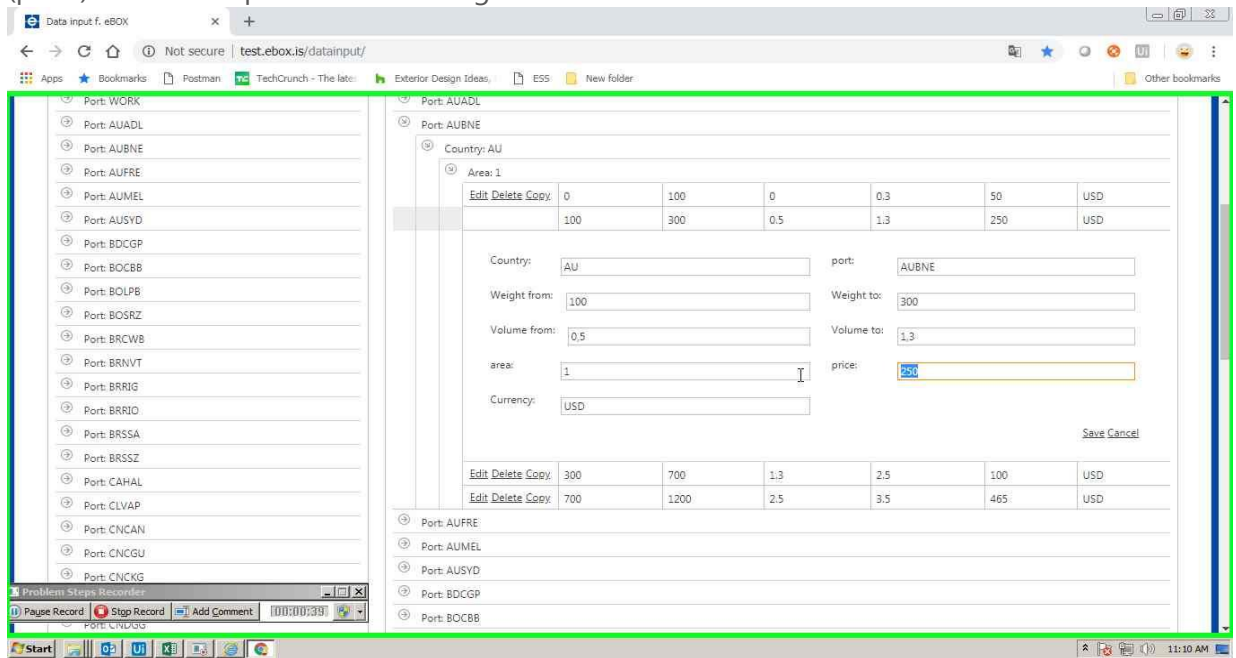 Data input f. eBOX
Not secure | test.ebox.is/datainput/
Apps Bookmarks Postman TechCrunch - The late: Exterior Design Ideas, ESS New folder Other bookmarks
Port: WORK
Port: AUADL
Port: AUBNE
Port: AUFRE
Port: AUMEL
Port: AUSYD
Port: BDCGP
Port: BOCBB
Port: BOLPB
Port: BOSRZ
Port: BRCWB
Port: BRNVT
Port: BRRIG
Port: BRRIO
Port: BRSSA
Port: BRSSZ
Port: CAHAL
Port: CLVAP
Port: CNCAN
Port: CNCGU
Port: CNCKG
Port: CNDGG
Port: AUADL
Port: AUBNE
Country: AU
Area: 1
Edit Delete Copy 0 100 0 0.3 50 USD
100 300 0.5 1.3 250 USD
Country: AU port: AUBNE
Weight from: 100 Weight to: 300
Volume from: 0,5 Volume to: 1,3
area: 1 price: 250
Currency: USD
Save Cancel
Edit Delete Copy 300 700 1.3 2.5 100 USD
Edit Delete Copy 700 1200 2.5 3.5 465 USD
Port: AUFRE
Port: AUMEL
Port: AUSYD
Port: BDCGP
Port: BOCBB
Problem Steps Recorder
Pause Record Stop Record Add Comment 00:00:39
Start 11:10 AM